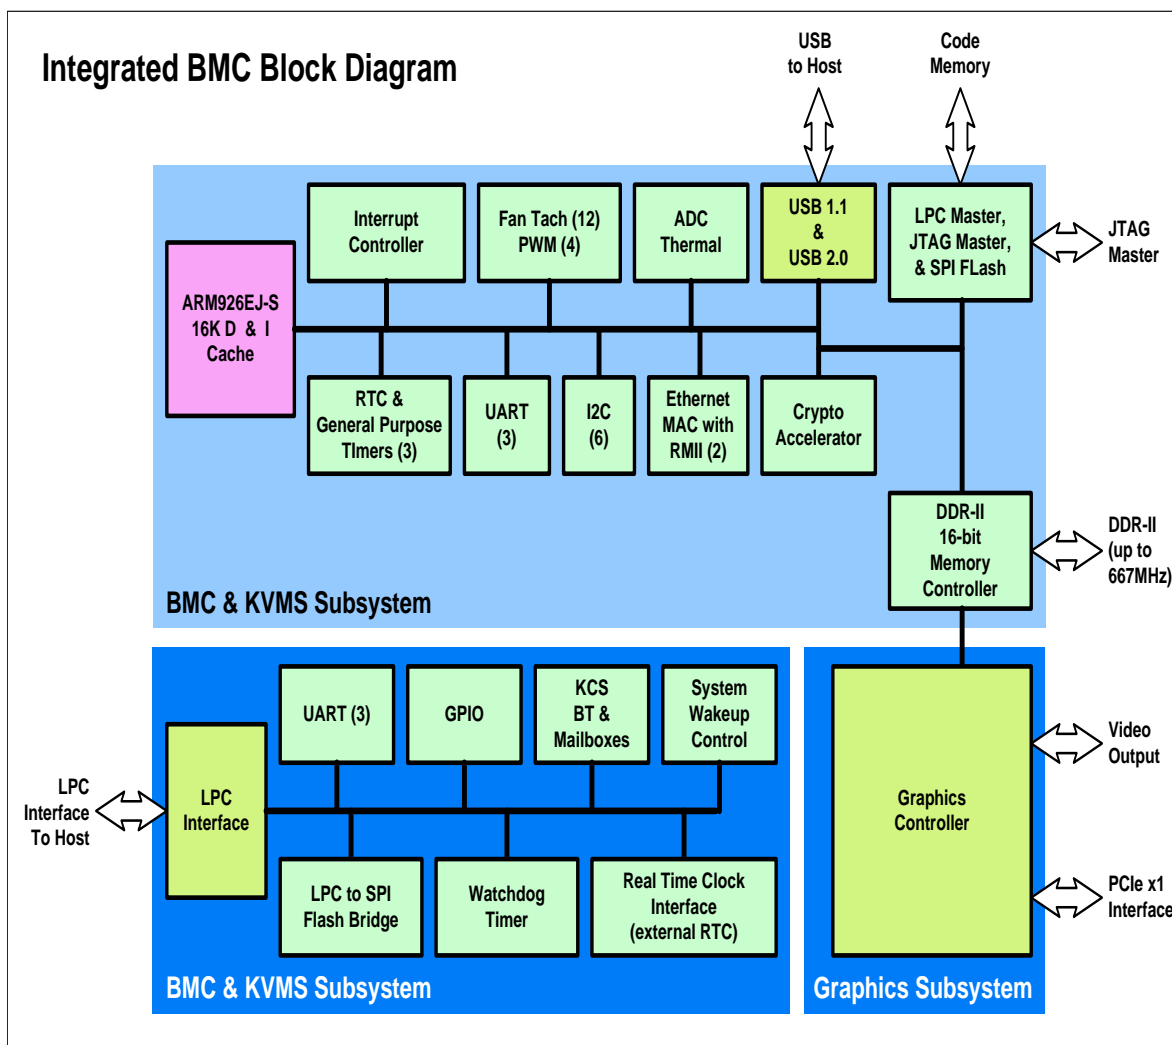 Integrated BMC Block Diagram
USB
to Host
Code
Memory
Interrupt
Controller
Fan Tach (12)
PWM (4)
ADC
Thermal
USB 1.1
&
USB 2.0
LPC Master,
JTAG Master,
& SPI FLash
JTAG
Master
ARM926EJ-S
16K D & I
Cache
RTC &
General Purpose
TImers (3)
UART
(3)
I2C
(6)
Ethernet
MAC with
RMII (2)
Crypto
Accelerator
DDR-II
16-bit
Memory
Controller
DDR-II
(up to
667MHz)
BMC & KVMS Subsystem
UART (3)
GPIO
KCS
BT &
Mailboxes
System
Wakeup
Control
LPC
Interface
To Host
LPC
Interface
LPC to SPI
Flash Bridge
Watchdog
Timer
Real Time Clock
Interface
(external RTC)
BMC & KVMS Subsystem
Graphics
Controller
Video
Output
PCIe x1
Interface
Graphics Subsystem